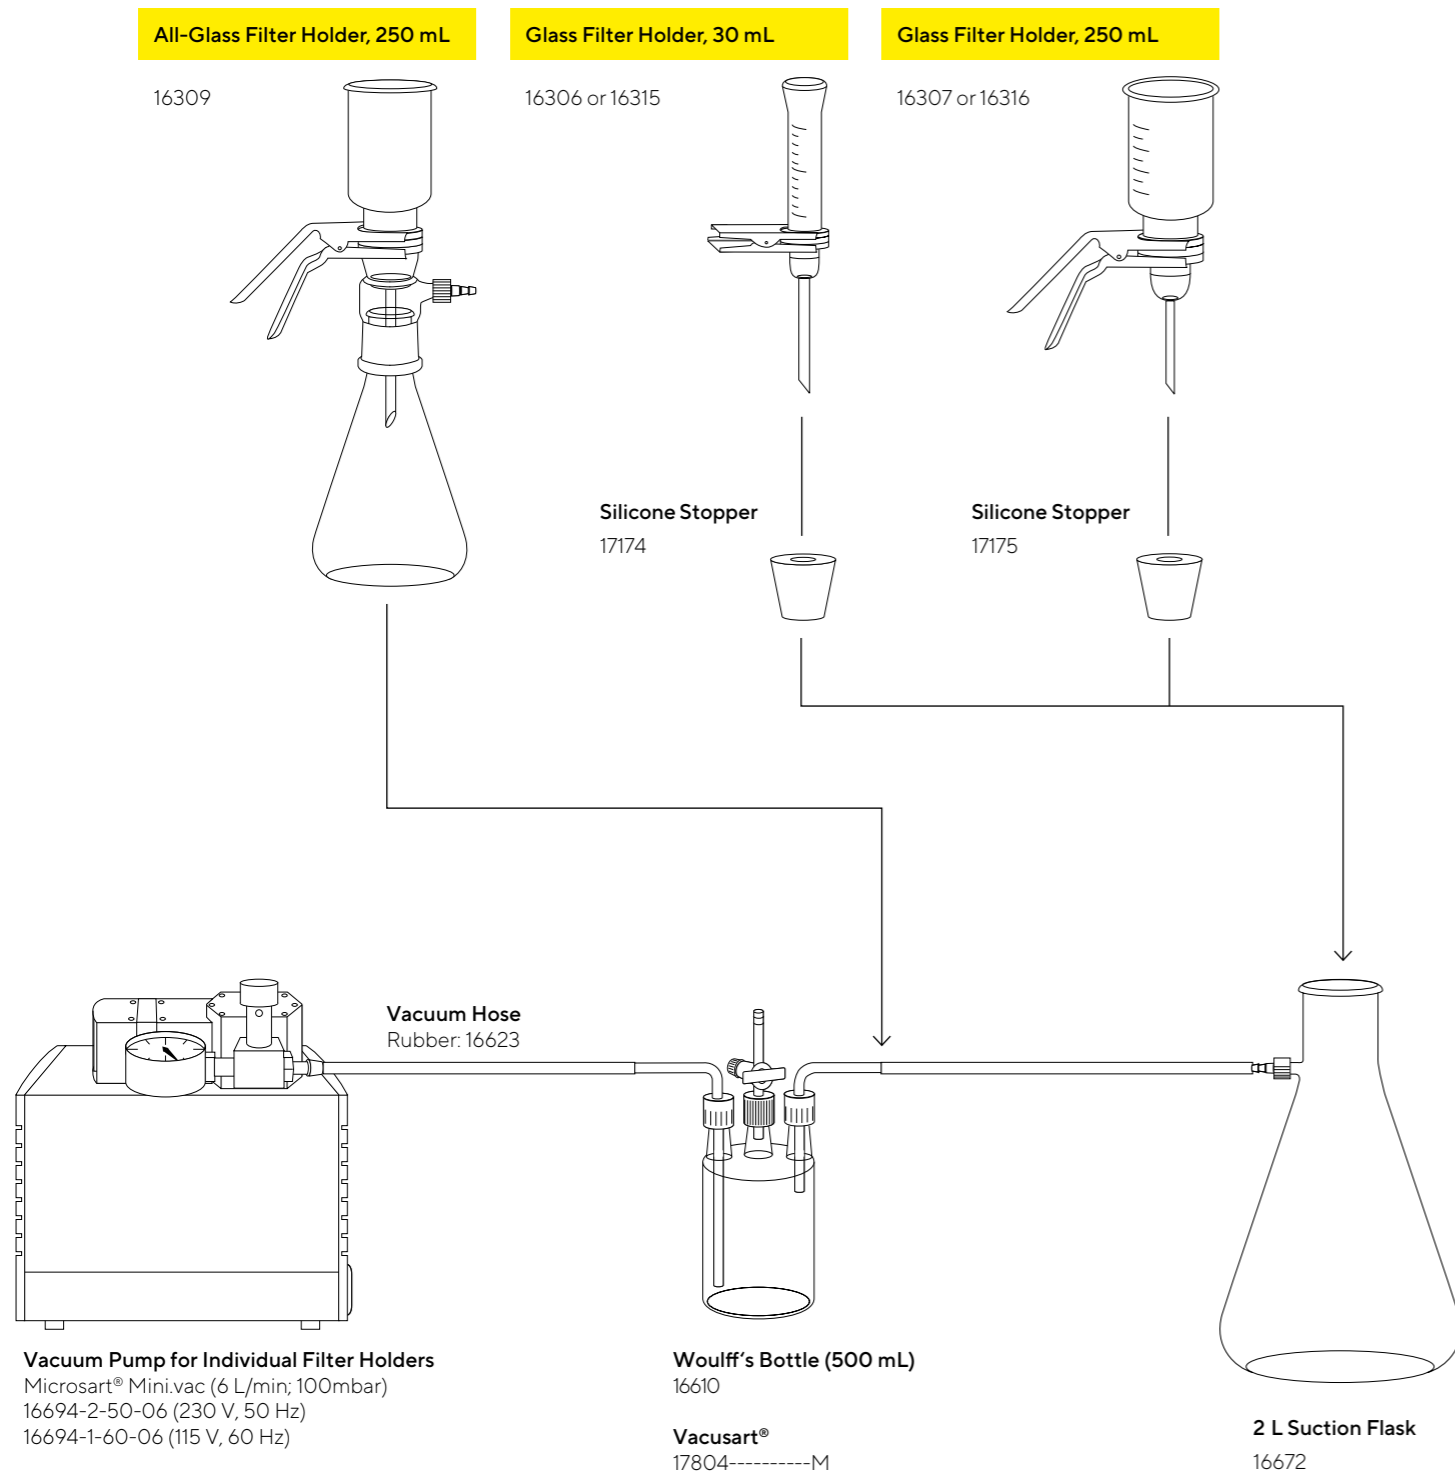 All-Glass Filter Holder, 250 mL
16309
Glass Filter Holder, 30 mL
16306 or 16315
Glass Filter Holder, 250 mL
16307 or 16316
Silicone Stopper
17174
Silicone Stopper
17175
Vacuum Hose
Rubber: 16623
Vacuum Pump for Individual Filter Holders
Microsart® Mini.vac (6 L/min; 100mbar)
16694-2-50-06 (230 V, 50 Hz)
16694-1-60-06 (115 V, 60 Hz)
Woulff's Bottle (500 mL)
16610
Vacusart®
17804----------M
2 L Suction Flask
16672